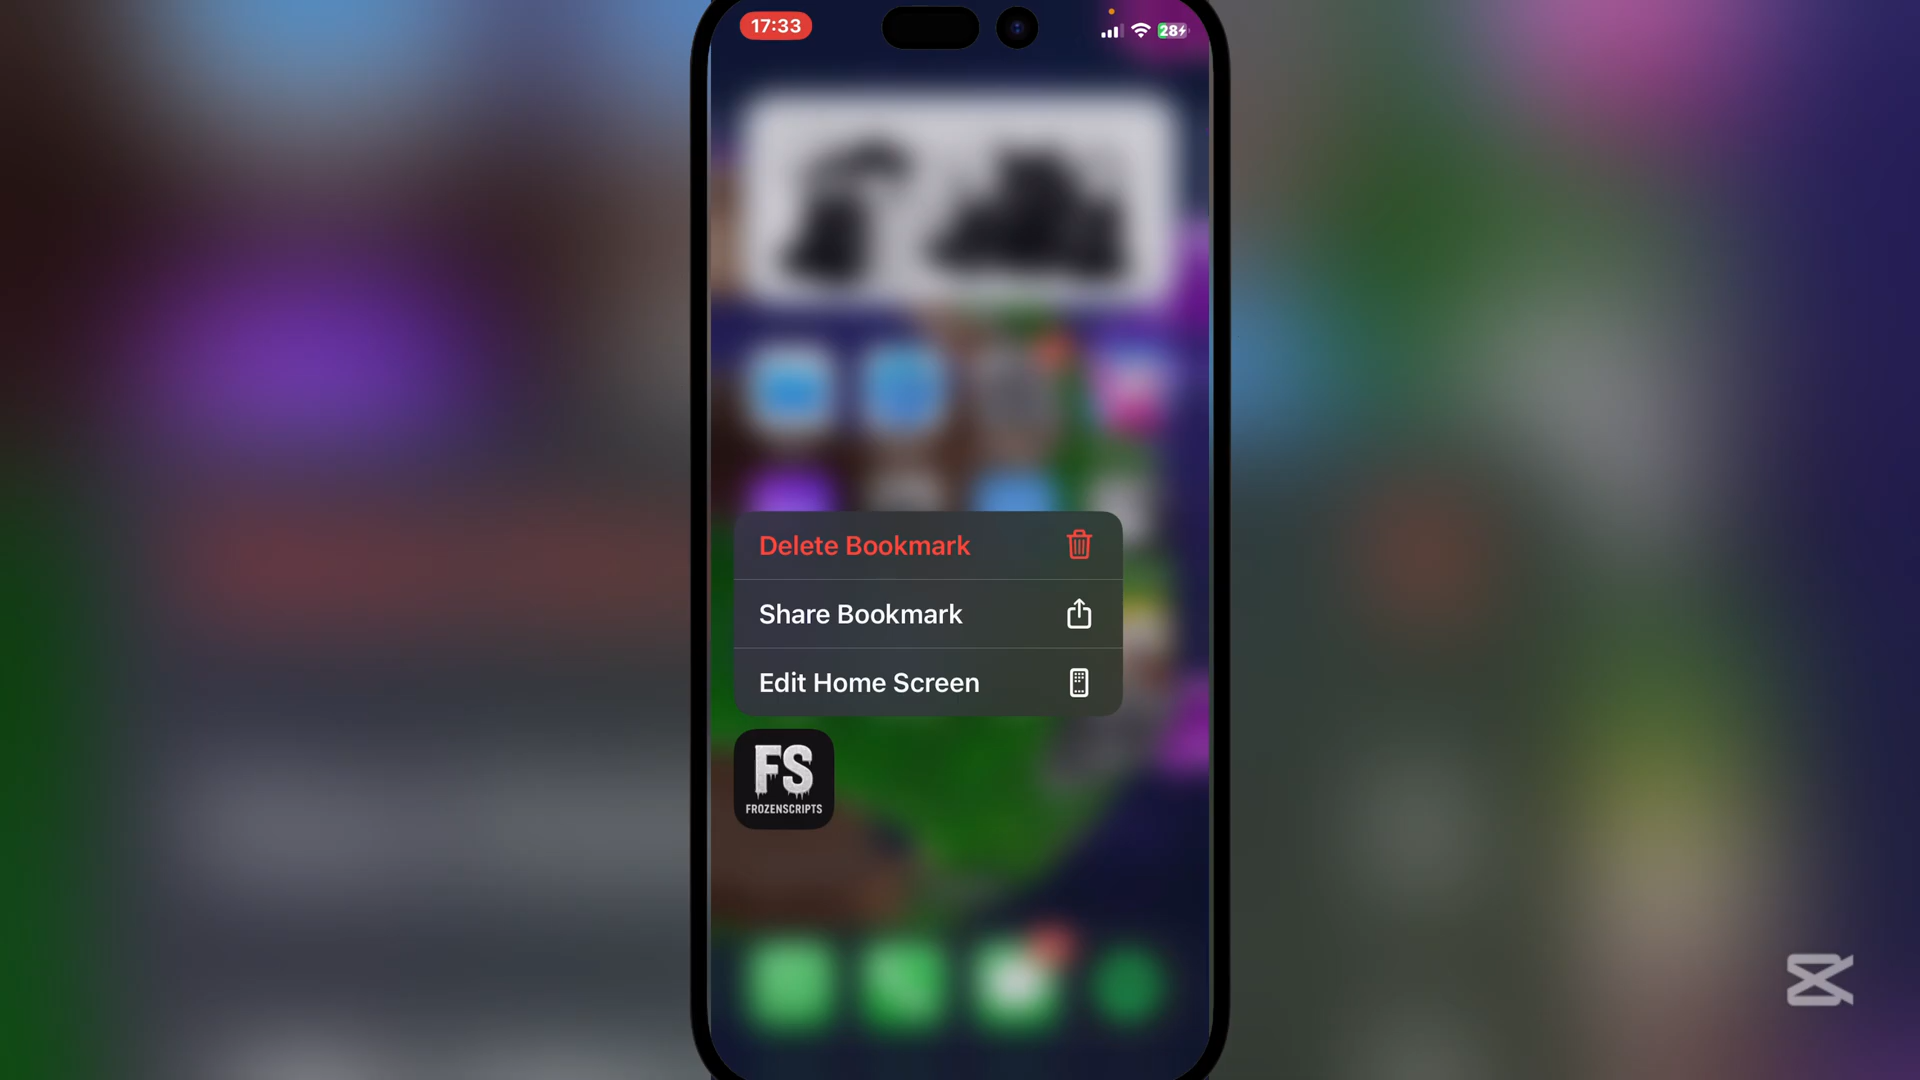 17:33
28
Delete Bookmark
Share Bookmark
Edit Home Screen
FS
FROZENSCRIPTS